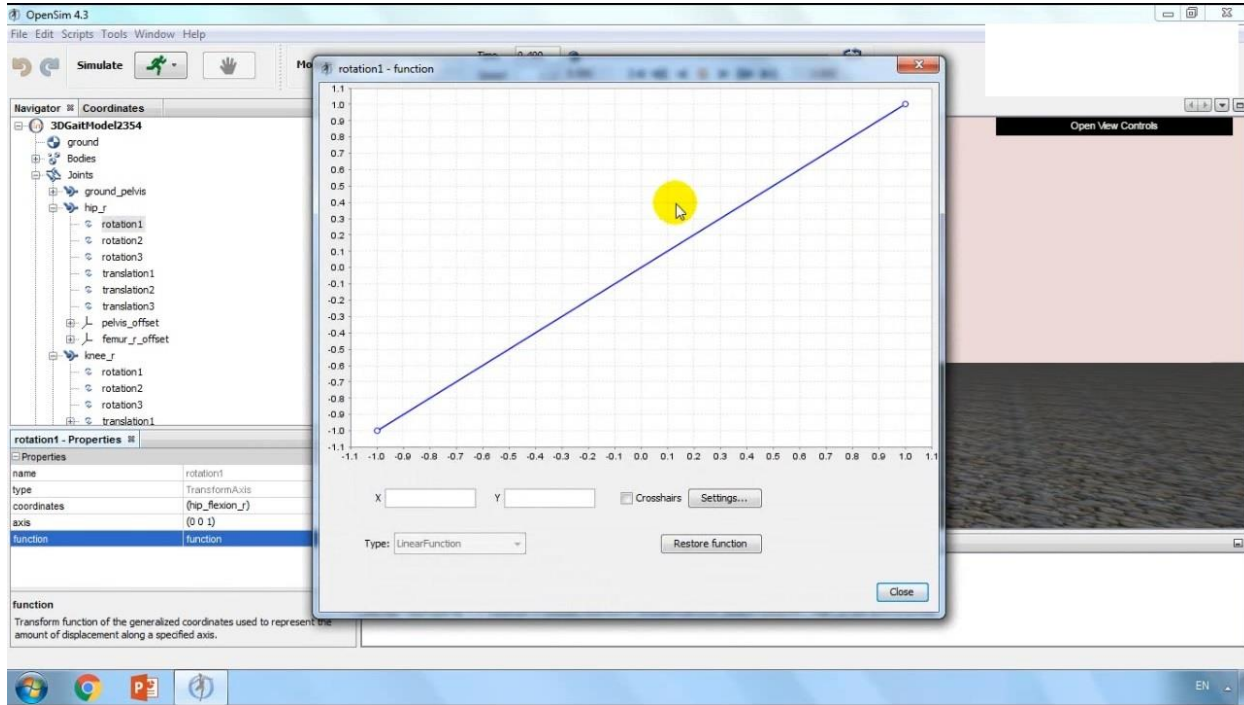 OpenSim 4.3
File Edit Scripts Tools Window Help
Simulate
Mo
Time 0.400
rotation1 - function
Navigator Coordinates
3DGaitModel2354
ground
Bodies
Joints
ground_pelvis
hip_r
rotation1
rotation2
rotation3
translation1
translation2
translation3
pelvis_offset
femur_r_offset
knee_r
rotation1
rotation2
rotation3
translation1
rotation1 - Properties
Properties
name rotation1
type TransformAxis
coordinates (hip_flexion_r)
axis (0 0 1)
function function
function
Transform function of the generalized coordinates used to represent the
amount of displacement along a specified axis.
1.1
1.0
0.9
0.8
0.7
0.6
0.5
0.4
0.3
0.2
0.1
0.0
-0.1
-0.2
-0.3
-0.4
-0.5
-0.6
-0.7
-0.8
-0.9
-1.0
-1.1
-1.1 -1.0 -0.9 -0.8 -0.7 -0.6 -0.5 -0.4 -0.3 -0.2 -0.1 0.0 0.1 0.2 0.3 0.4 0.5 0.6 0.7 0.8 0.9 1.0 1.1
X Y Crosshairs Settings...
Type: LinearFunction Restore function
Close
Open View Controls
EN